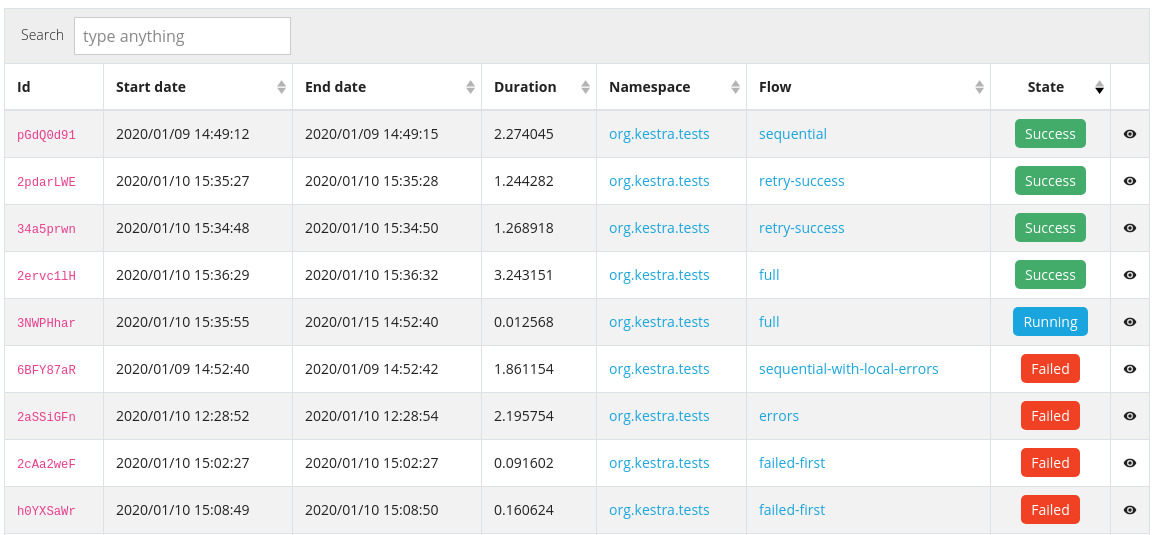 Search type anything
Id Start date End date Duration Namespace Flow State
pGdQ0d91 2020/01/09 14:49:12 2020/01/09 14:49:15 2.274045 org.kestra.tests sequential Success
2pdarLWE 2020/01/10 15:35:27 2020/01/10 15:35:28 1.244282 org.kestra.tests retry-success Success
34a5prwn 2020/01/10 15:34:48 2020/01/10 15:34:50 1.268918 org.kestra.tests retry-success Success
2ervc1lH 2020/01/10 15:36:29 2020/01/10 15:36:32 3.243151 org.kestra.tests full Success
3NWPHhar 2020/01/10 15:35:55 2020/01/15 14:52:40 0.012568 org.kestra.tests full Running
6BFY87aR 2020/01/09 14:52:40 2020/01/09 14:52:42 1.861154 org.kestra.tests sequential-with-local-errors Failed
2aSSiGFn 2020/01/10 12:28:52 2020/01/10 12:28:54 2.195754 org.kestra.tests errors Failed
2cAa2weF 2020/01/10 15:02:27 2020/01/10 15:02:27 0.091602 org.kestra.tests failed-first Failed
h0YXSaWr 2020/01/10 15:08:49 2020/01/10 15:08:50 0.160624 org.kestra.tests failed-first Failed